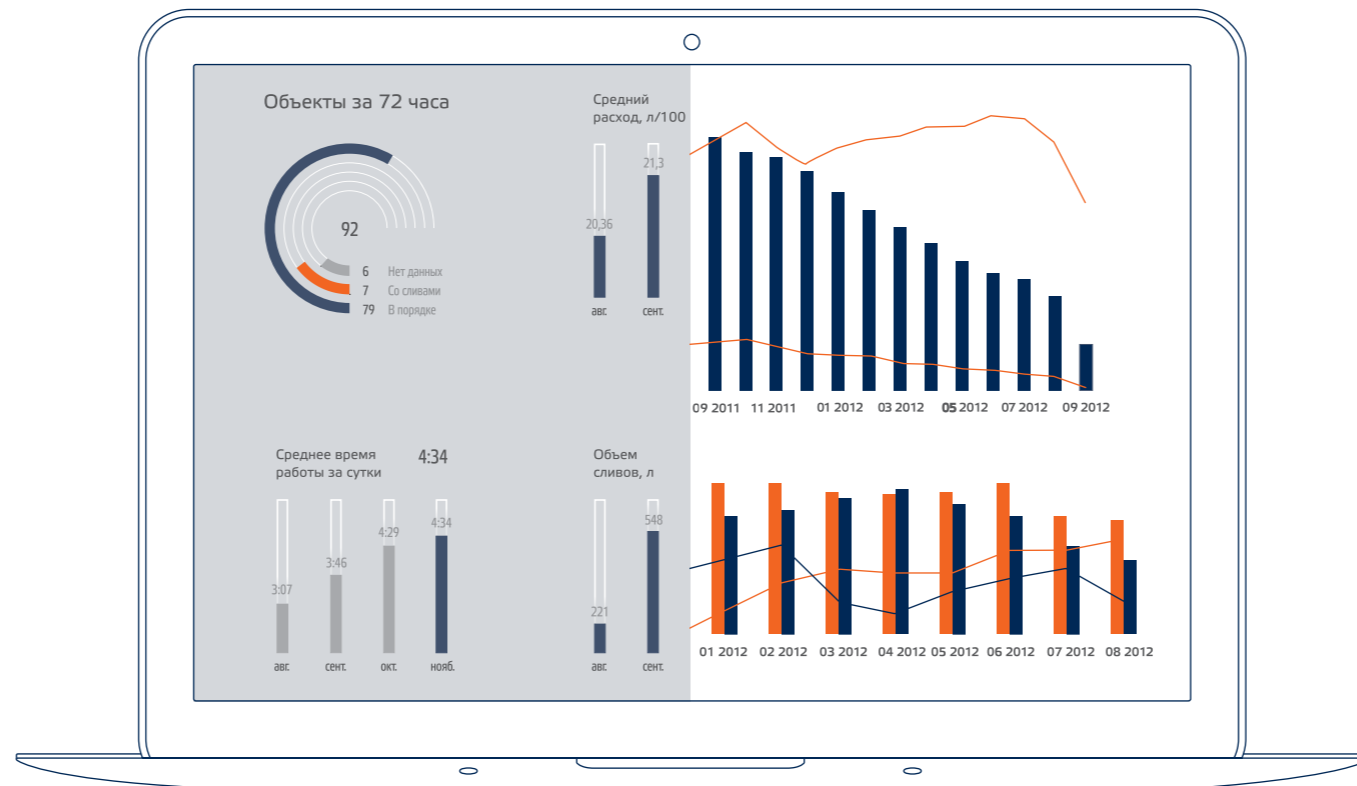 Объекты за 72 часа
92
6 Нет данных
7 Со сливами
79 В порядке
Средний
расход, л/100
20,36
21,3
авг.
сент.
09 2011 11 2011 01 2012 03 2012 05 2012 07 2012 09 2012
Среднее время
работы за сутки
4:34
3:07
3:46
4:29
4:34
авг.
сент.
окт.
нояб.
Объем
сливов, л
221
548
авг.
сент.
01 2012 02 2012 03 2012 04 2012 05 2012 06 2012 07 2012 08 2012